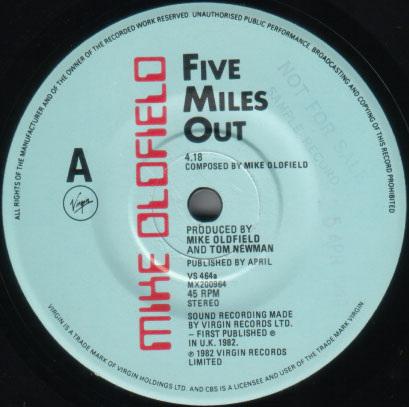 ALL RIGHTS OF THE MANUFACTURER AND OF THE OWNER OF THE RECORDED WORK RESERVED. UNAUTHORISED PUBLIC PERFORMANCE, BROADCASTING AND COPYING OF THIS RECORD PROHIBITED
MIKE OLDFIELD
FIVE
MILES
OUT
NOT FOR SALE
SAMPLE RECORD
A
Virgin
4.18
COMPOSED BY MIKE OLDFIELD
PRODUCED BY
MIKE OLDFIELD
AND TOM NEWMAN
PUBLISHED BY APRIL
VS 464a
MX200964
45 RPM
STEREO
SOUND RECORDING MADE
BY VIRGIN RECORDS LTD.
– FIRST PUBLISHED ℗
IN U.K. 1982.
℗ 1982 VIRGIN RECORDS
LIMITED
VIRGIN IS A TRADE MARK OF VIRGIN HOLDINGS LTD. AND CBS IS A LICENSEE AND USER OF THE TRADE MARK VIRGIN